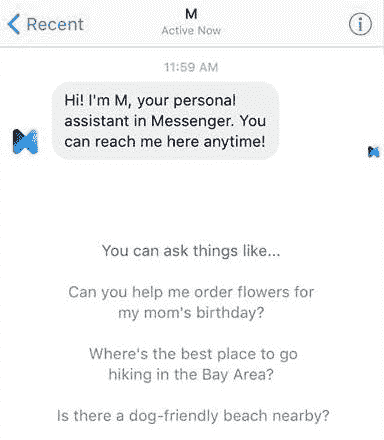 Recent
M
Active Now
11:59 AM
Hi! I'm M, your personal
assistant in Messenger. You
can reach me here anytime!
You can ask things like...
Can you help me order flowers for
my mom's birthday?
Where's the best place to go
hiking in the Bay Area?
Is there a dog-friendly beach nearby?